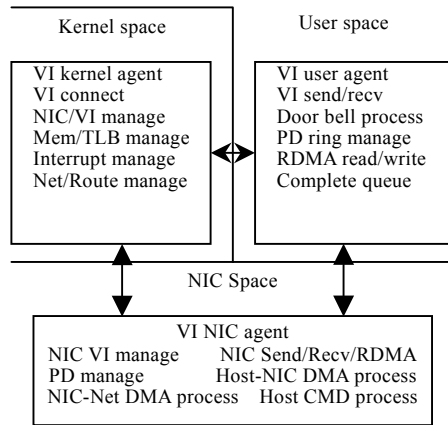 Kernel space
User space
VI kernel agent
VI connect
NIC/VI manage
Mem/TLB manage
Interrupt manage
Net/Route manage
VI user agent
VI send/recv
Door bell process
PD ring manage
RDMA read/write
Complete queue
NIC Space
VI NIC agent
NIC VI manage NIC Send/Recv/RDMA
PD manage Host-NIC DMA process
NIC-Net DMA process Host CMD process